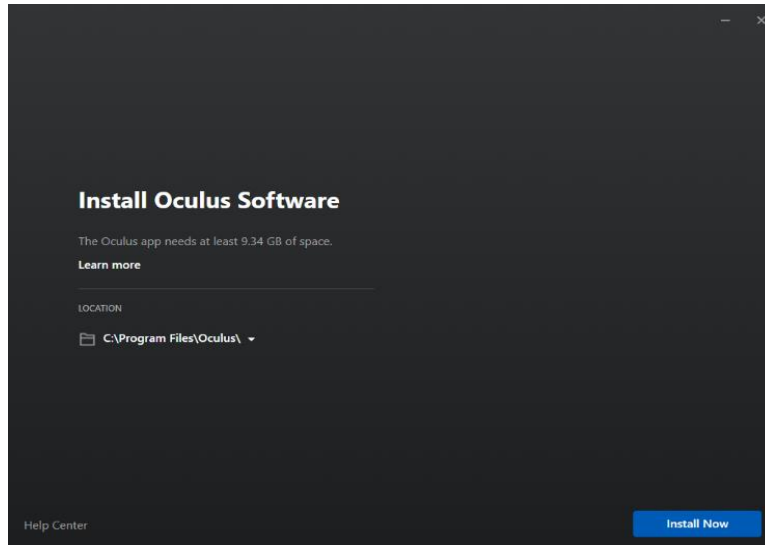 Install Oculus Software
The Oculus app needs at least 9.34 GB of space.
Learn more
LOCATION
C:\Program Files\Oculus\
Help Center
Install Now